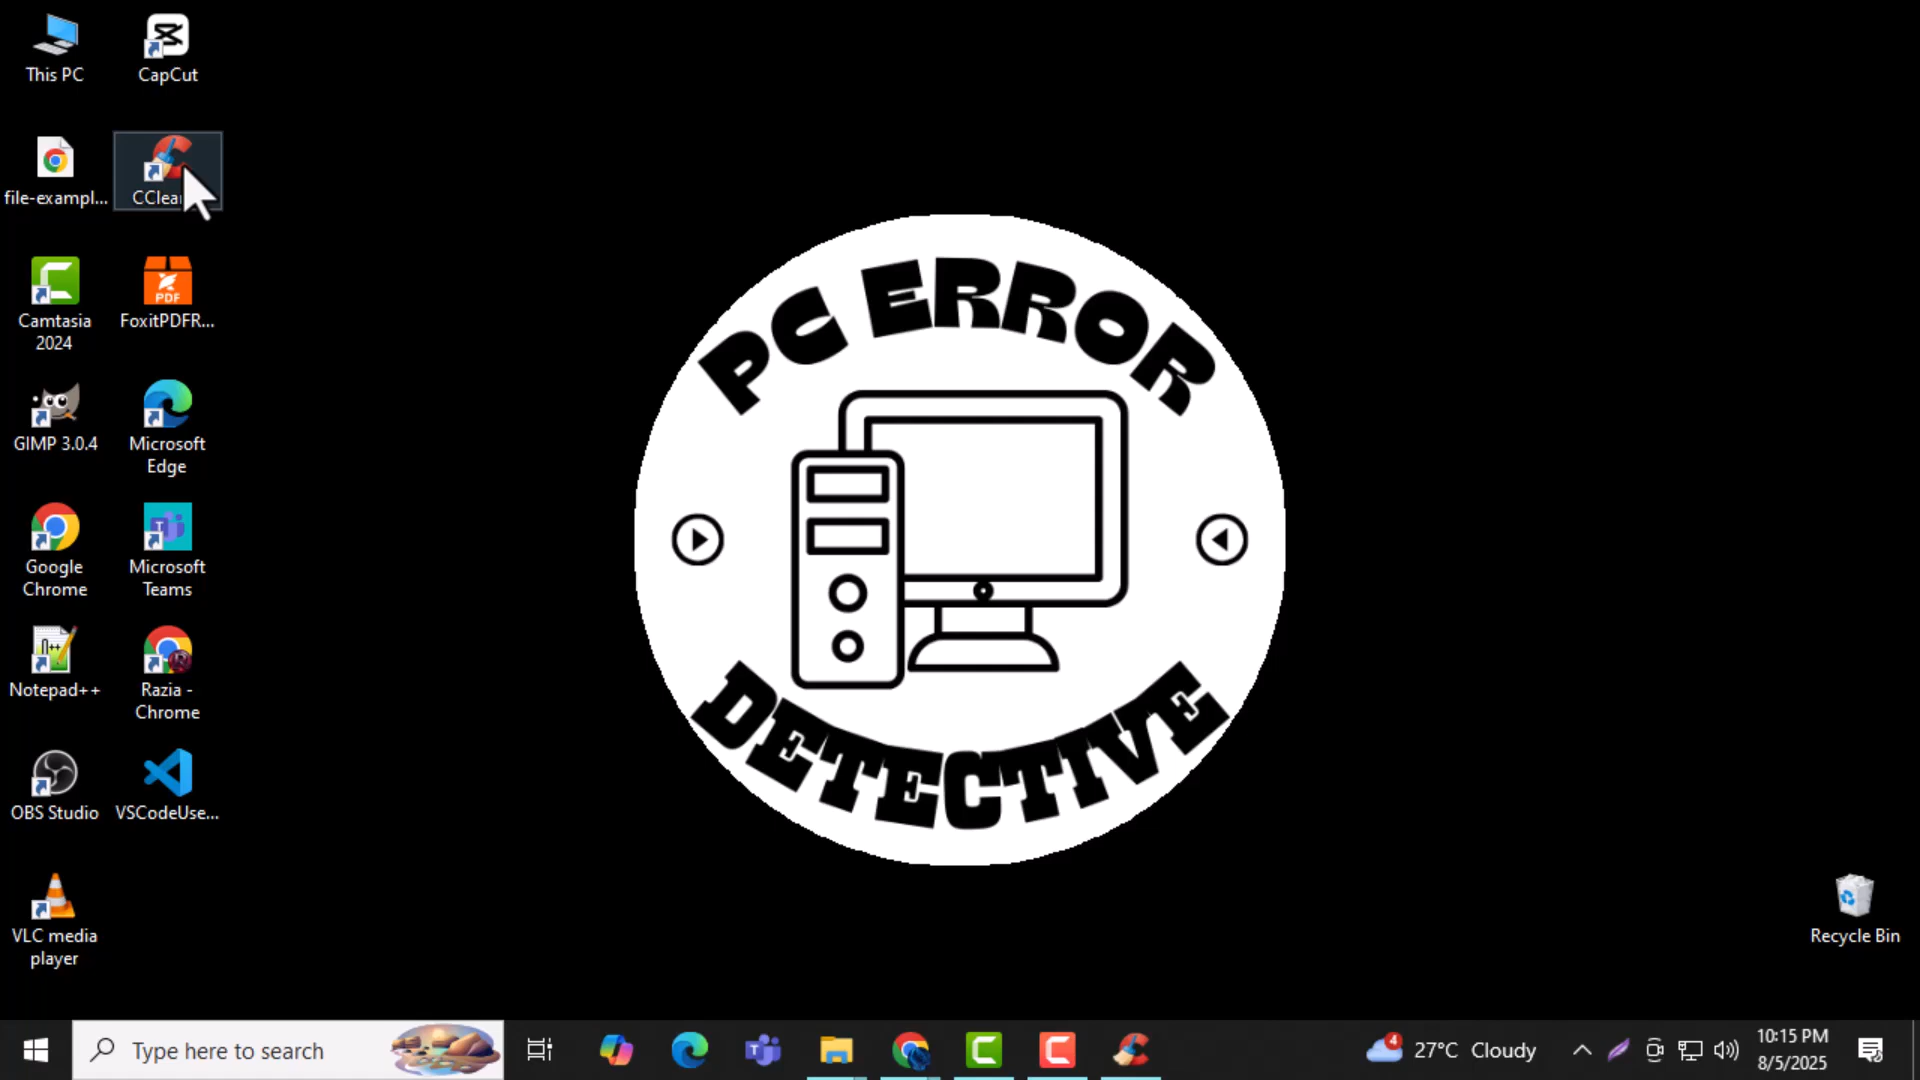 This PC
CapCut
file-exampl...
Camtasia
2024
FoxitPDFR...
PDF
GIMP 3.0.4
Microsoft
Edge
Google
Chrome
Microsoft
Teams
Notepad++
Razia -
Chrome
OBS Studio
VSCodeUse...
VLC media
player
PC ERROR
DETECTIVE
Recycle Bin
Type here to search
4
27°C Cloudy
10:15 PM
8/5/2025